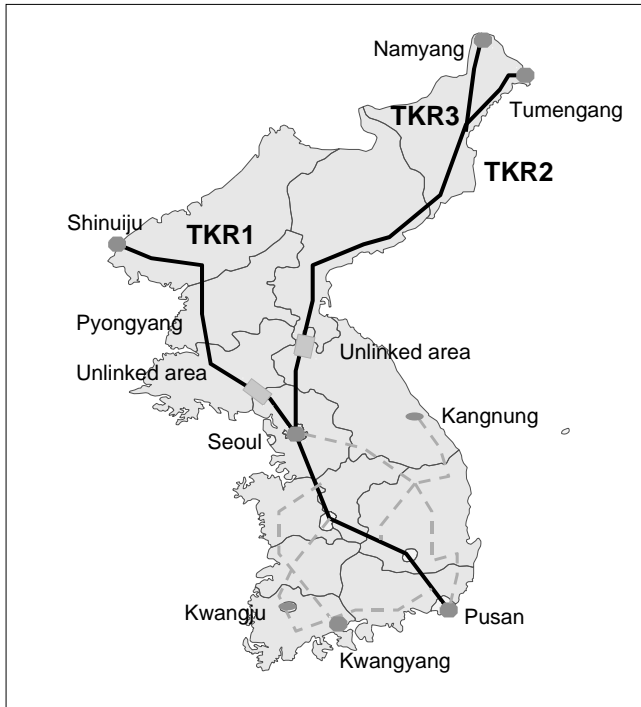 Namyang
TKR3
Tumengang
TKR2
Shinuiju
TKR1
Pyongyang
Unlinked area
Unlinked area
Kangnung
Seoul
Kwangju
Pusan
Kwangyang